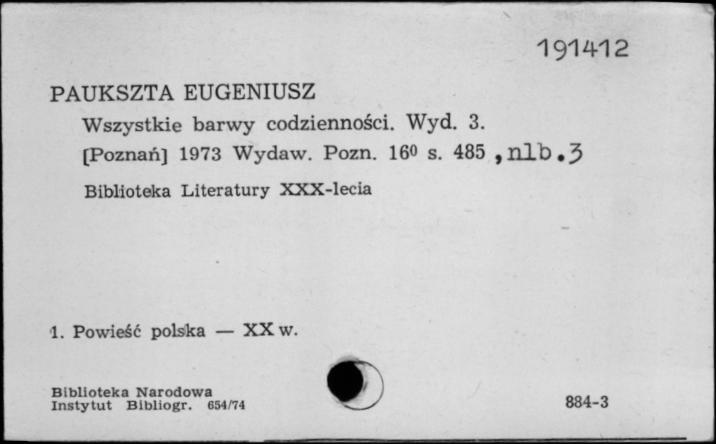 191412
PAUKSZTA EUGENIUSZ
Wszystkie barwy codzienności. Wyd. 3.
[Poznań] 1973 Wydaw. Pozn. 16⁰ s. 485 , nlb. 3
Biblioteka Literatury XXX-lecia
1. Powieść polska — XX w.
Biblioteka Narodowa
Instytut Bibliogr. 654/74
884-3